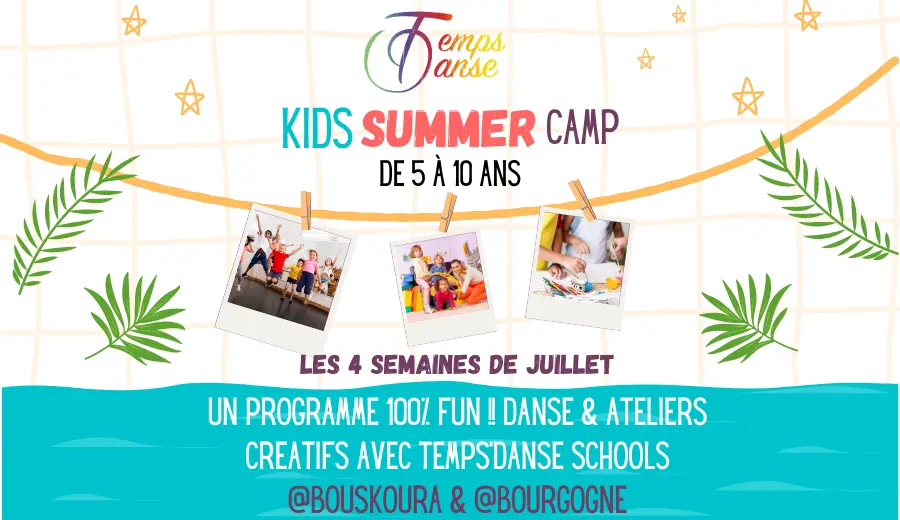 Temps
Danse
KIDS SUMMER CAMP
DE 5 À 10 ANS
LES 4 SEMAINES DE JUILLET
UN PROGRAMME 100% FUN !! DANSE & ATELIERS
CREATIFS AVEC TEMPS'DANSE SCHOOLS
@BOUSKOURA & @BOURGOGNE